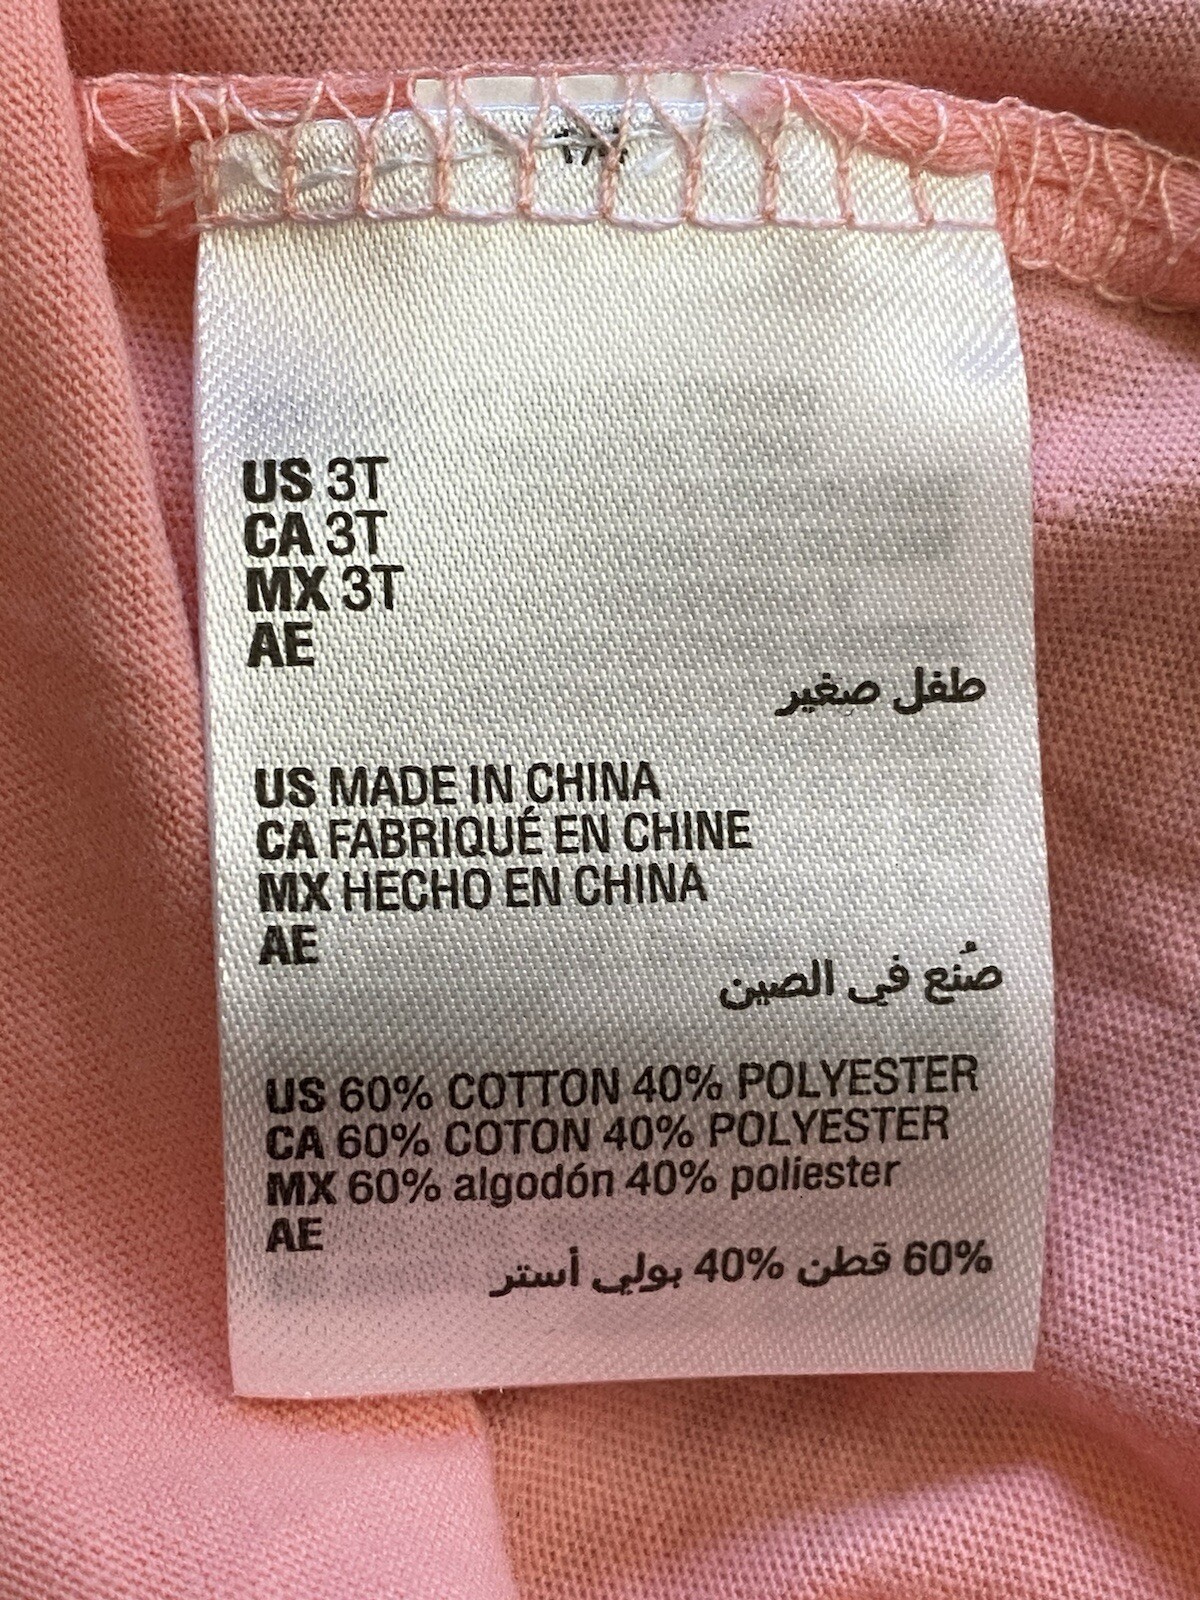 US 3T
CA 3T
MX 3T
AE
طفل صغير
US MADE IN CHINA
CA FABRIQUÉ EN CHINE
MX HECHO EN CHINA
AE
صُنع في الصين
US 60% COTTON 40% POLYESTER
CA 60% COTON 40% POLYESTER
MX 60% algodón 40% poliester
AE
60% قطن 40% بولي أستر